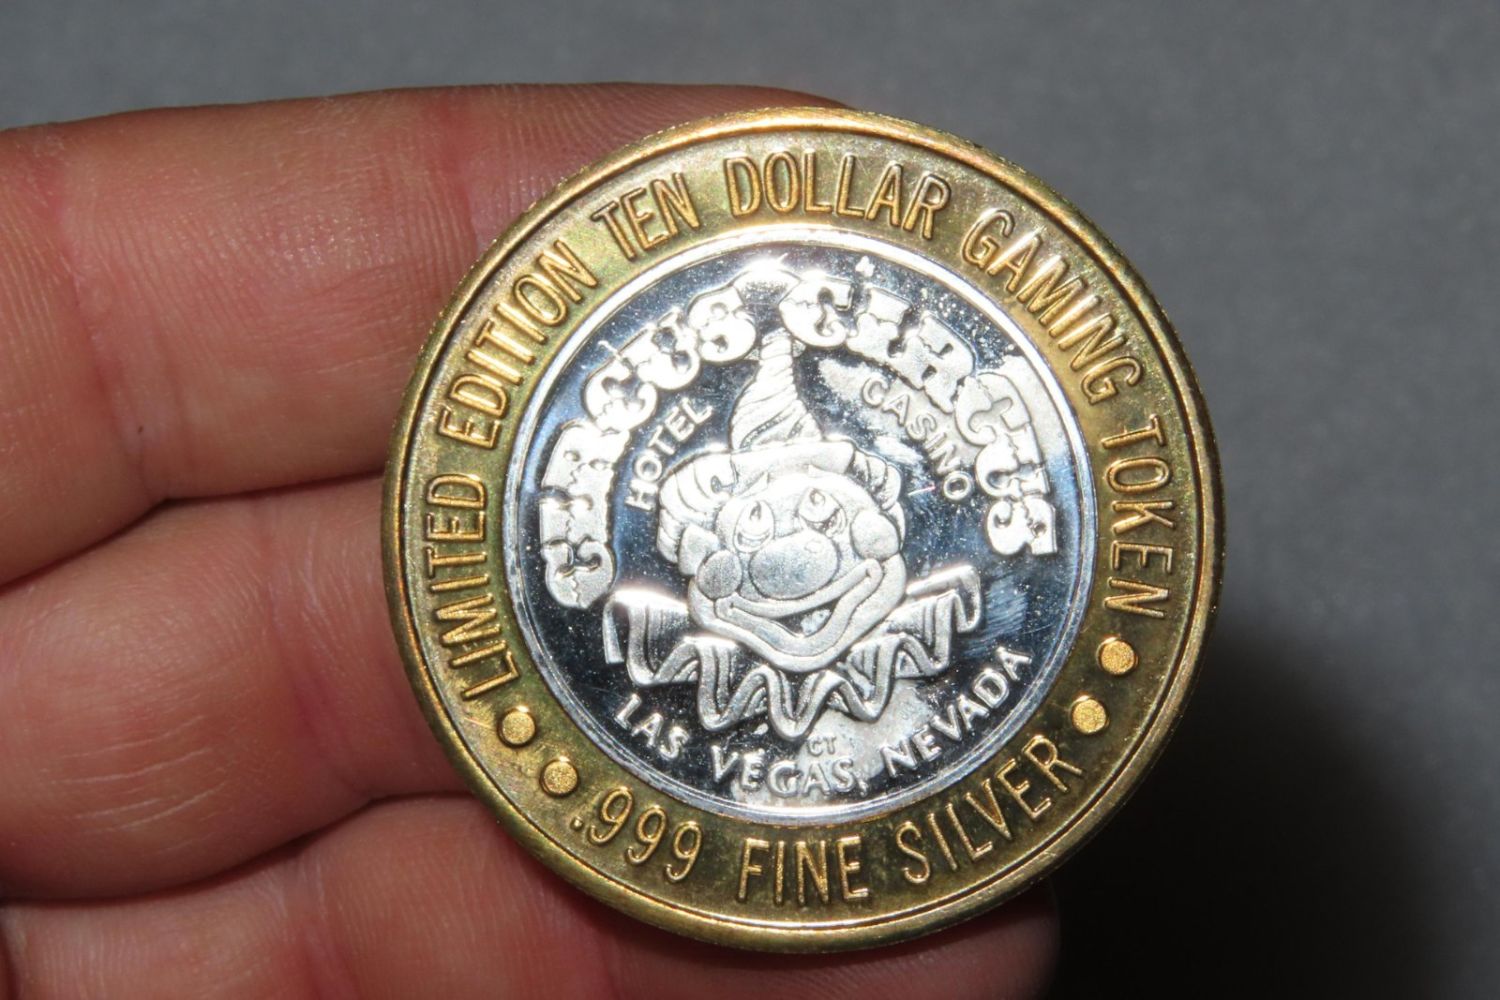 LIMITED EDITION TEN DOLLAR GAMING TOKEN
.999 FINE SILVER
CIRCUS CIRCUS
HOTEL CASINO
CT
LAS VEGAS, NEVADA